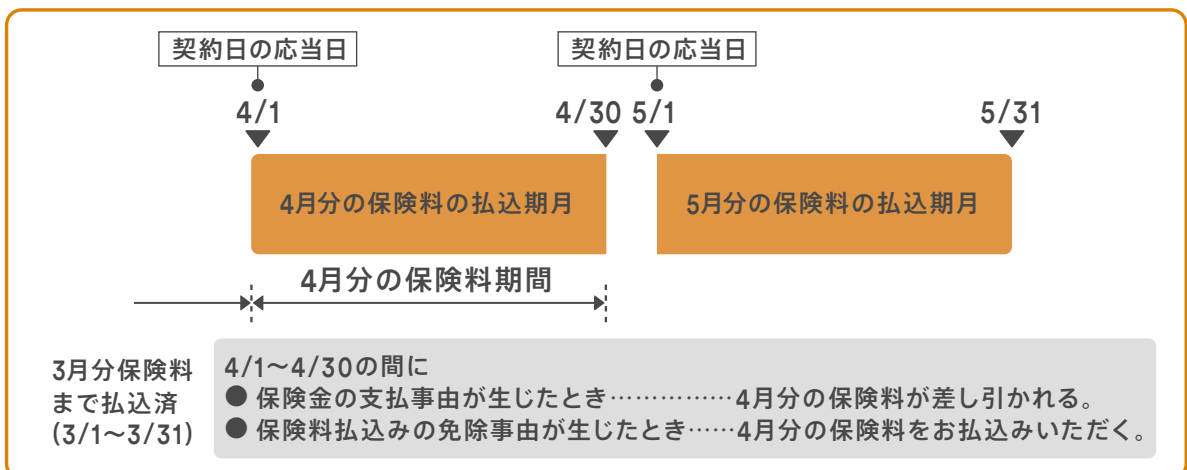 契約日の応当日
契約日の応当日
4/1
4/30
5/1
5/31
4月分の保険料の払込期月
5月分の保険料の払込期月
4月分の保険料期間
3月分保険料
まで払込済
(3/1〜3/31)
4/1〜4/30の間に
● 保険金の支払事由が生じたとき……………4月分の保険料が差し引かれる。
● 保険料払込みの免除事由が生じたとき……4月分の保険料をお払込みいただく。